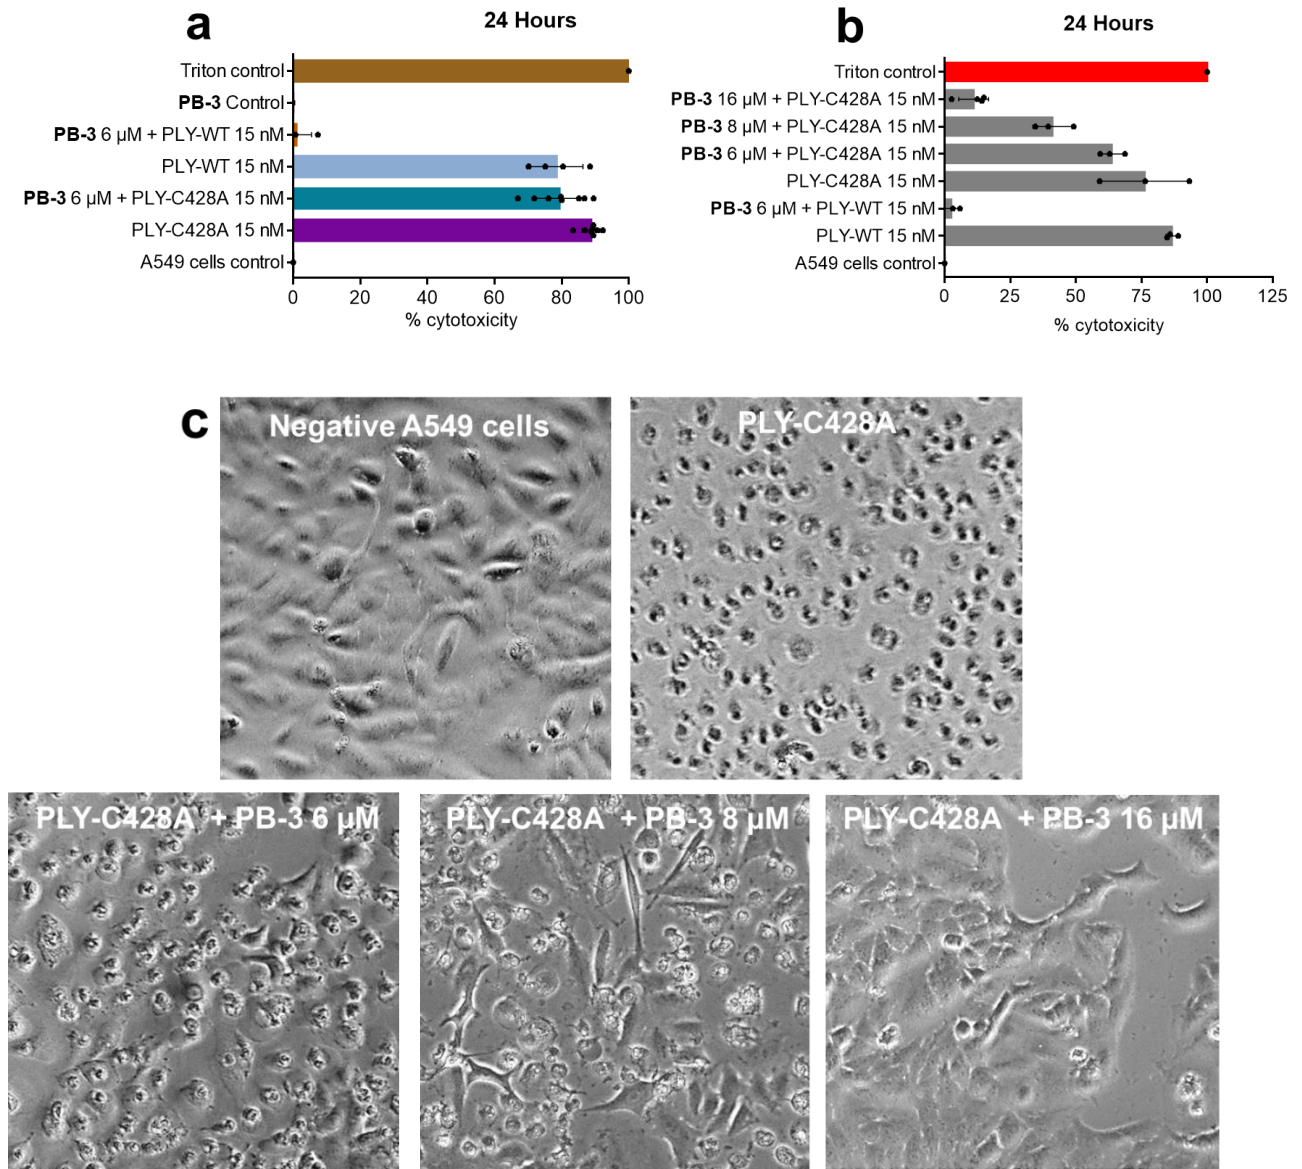 a
24 Hours
Triton control
PB-3 Control
PB-3 6 µM + PLY-WT 15 nM
PLY-WT 15 nM
PB-3 6 µM + PLY-C428A 15 nM
PLY-C428A 15 nM
A549 cells control
0 20 40 60 80 100
% cytotoxicity
b
24 Hours
Triton control
PB-3 16 µM + PLY-C428A 15 nM
PB-3 8 µM + PLY-C428A 15 nM
PB-3 6 µM + PLY-C428A 15 nM
PLY-C428A 15 nM
PB-3 6 µM + PLY-WT 15 nM
PLY-WT 15 nM
A549 cells control
0 25 50 75 100 125
% cytotoxicity
c
Negative A549 cells
PLY-C428A
PLY-C428A + PB-3 6 µM
PLY-C428A + PB-3 8 µM
PLY-C428A + PB-3 16 µM